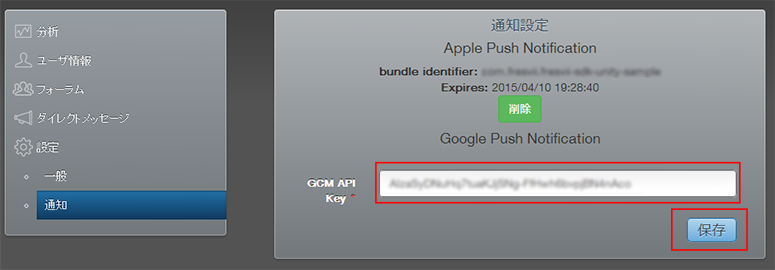 分析
ユーザ情報
フォーラム
ダイレクトメッセージ
設定
一般
通知
通知設定
Apple Push Notification
bundle identifier:
Expires: 2015/04/10 19:28:40
削除
Google Push Notification
GCM API
Key *
保存